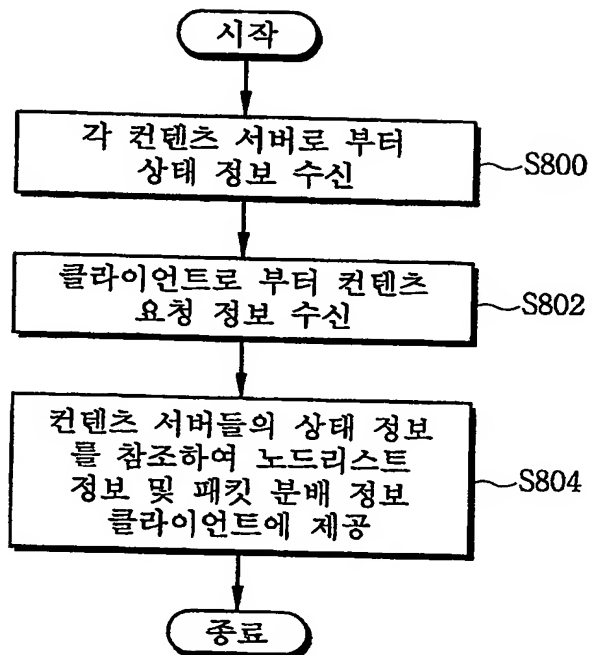 시작
각 컨텐츠 서버로 부터
상태 정보 수신
S800
클라이언트로 부터 컨텐츠
요청 정보 수신
S802
컨텐츠 서버들의 상태 정보
를 참조하여 노드리스트
정보 및 패킷 분배 정보
클라이언트에 제공
S804
종료